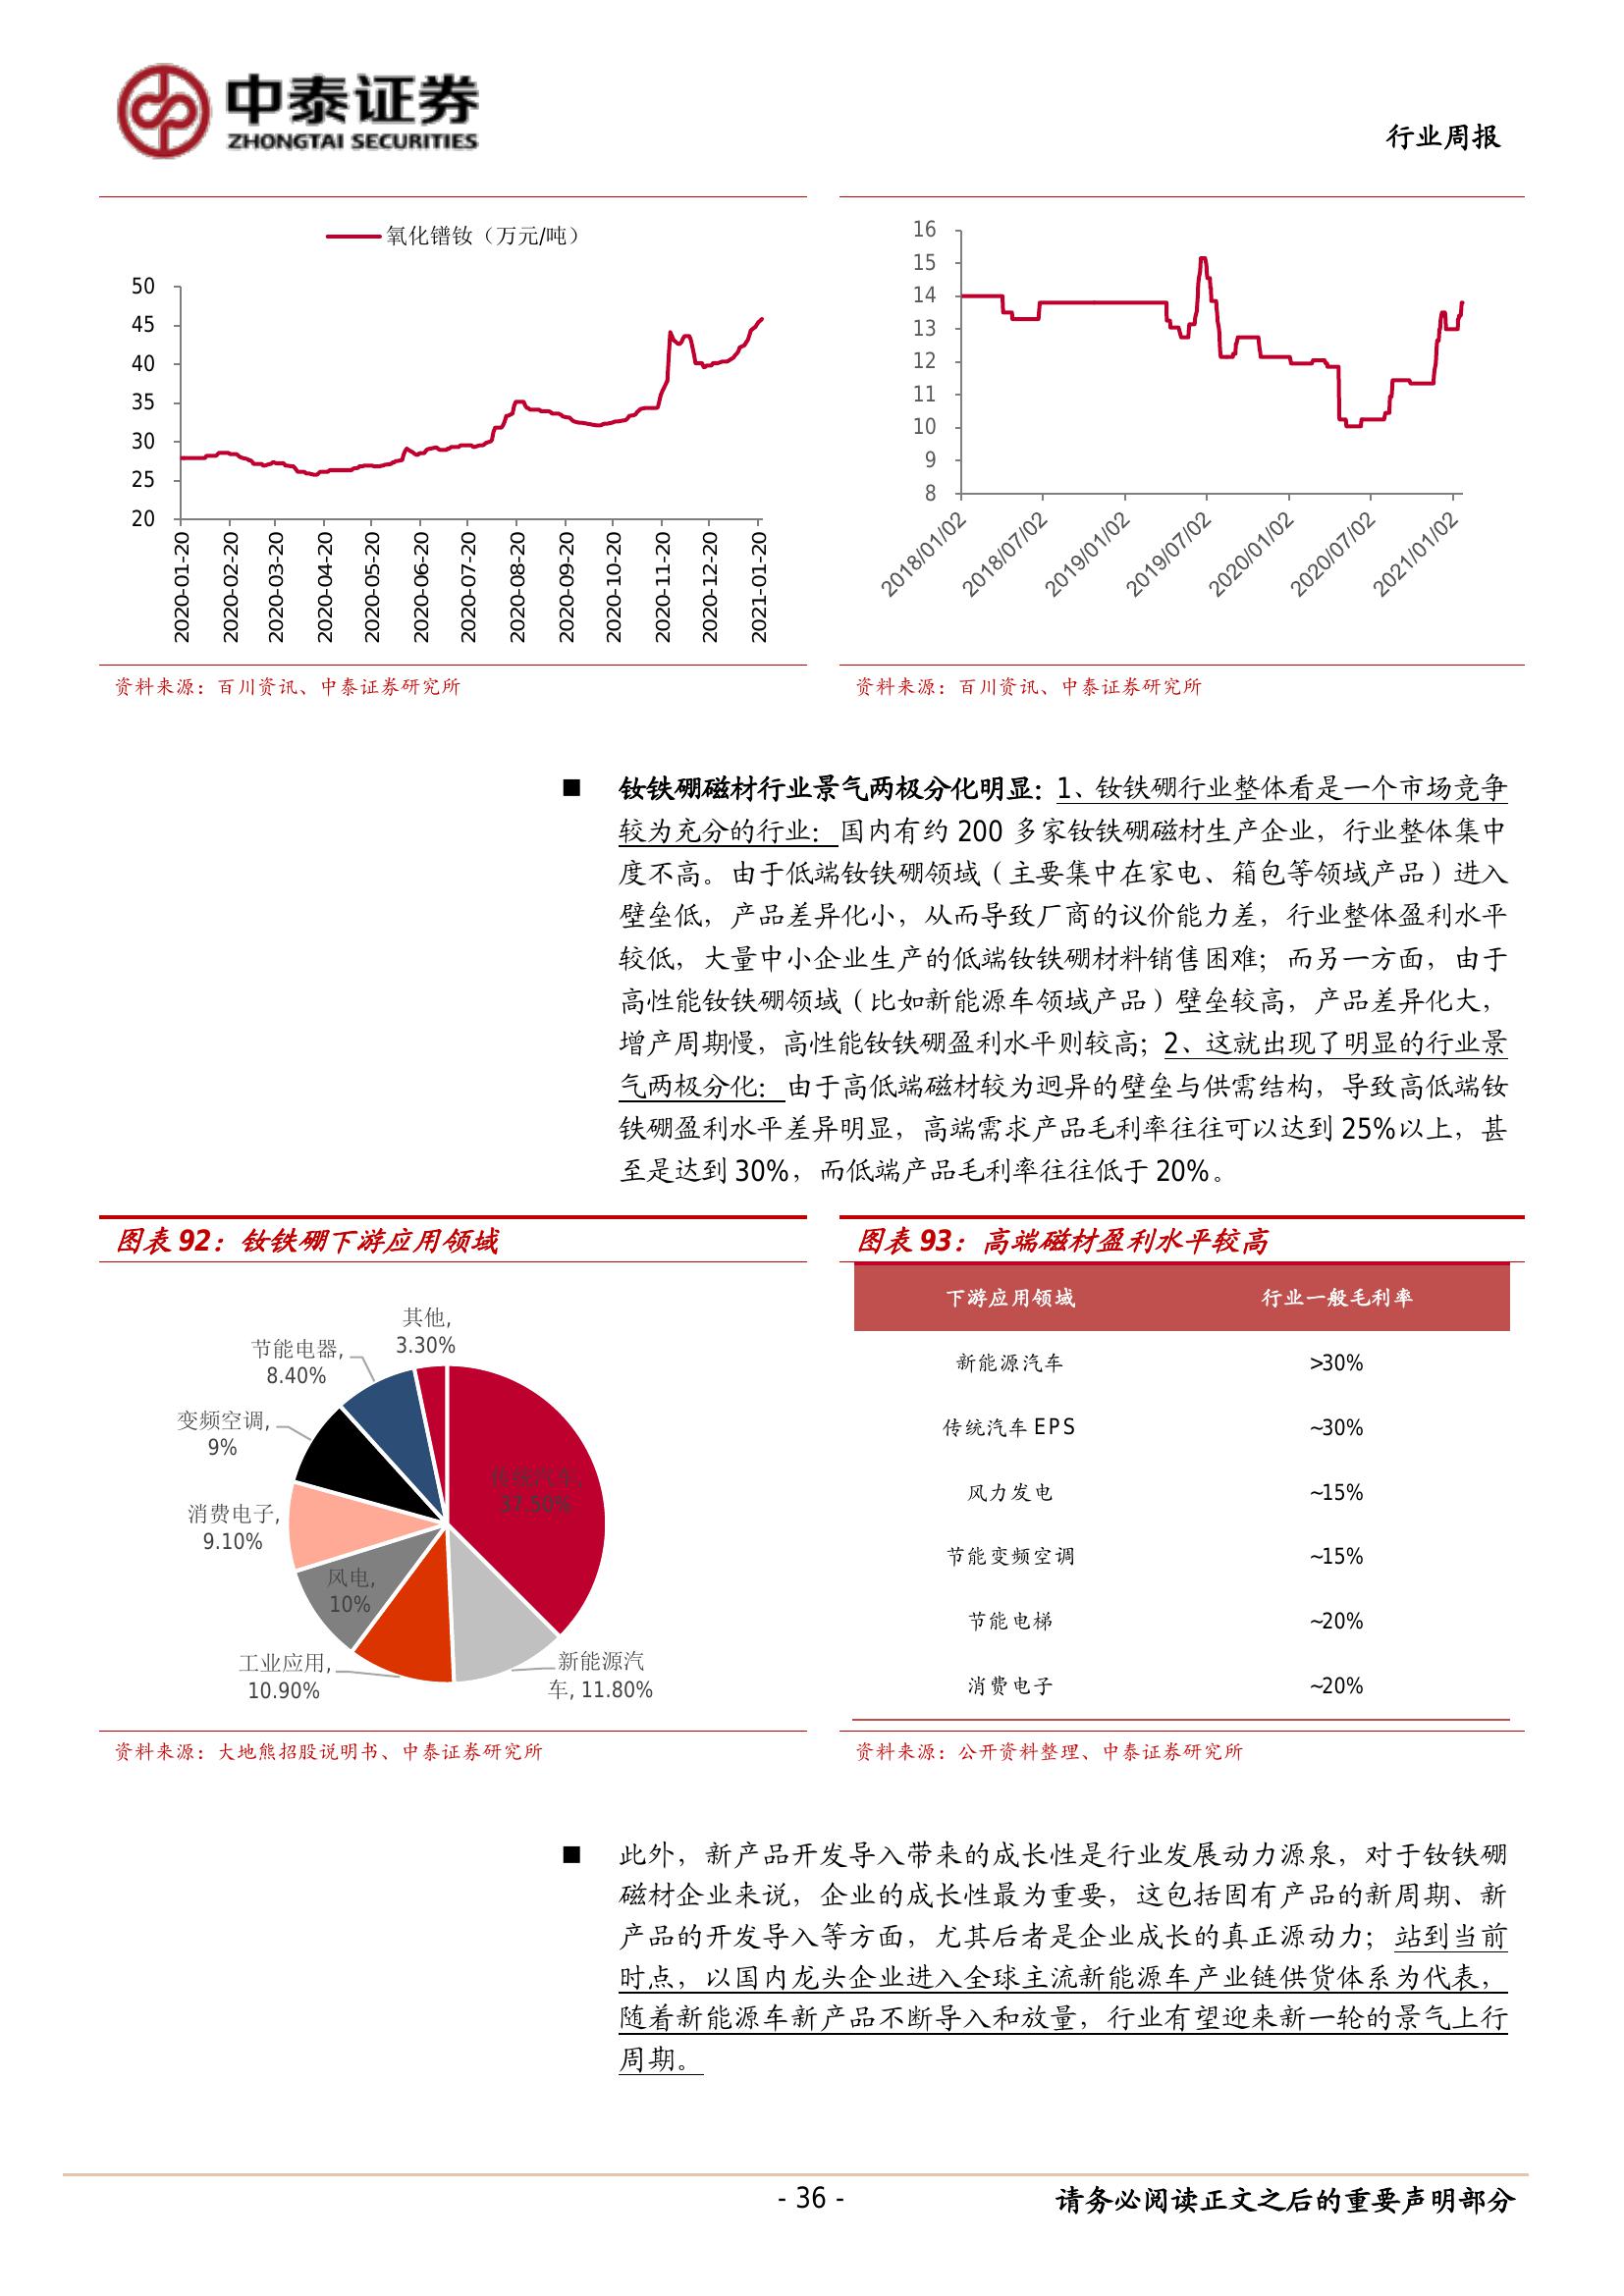 中泰证券
ZHONGTAI SECURITIES
行业周报
氧化镨钕（万元/吨）
50
45
40
35
30
25
20
2020-01-20
2020-02-20
2020-03-20
2020-04-20
2020-05-20
2020-06-20
2020-07-20
2020-08-20
2020-09-20
2020-10-20
2020-11-20
2020-12-20
2021-01-20
16
15
14
13
12
11
10
9
8
2018/01/02
2018/07/02
2019/01/02
2019/07/02
2020/01/02
2020/07/02
2021/01/02
资料来源：百川资讯、中泰证券研究所
资料来源：百川资讯、中泰证券研究所
■ 钕铁硼磁材行业景气两极分化明显：1、钕铁硼行业整体看是一个市场竞争
较为充分的行业：国内有约 200 多家钕铁硼磁材生产企业，行业整体集中
度不高。由于低端钕铁硼领域（主要集中在家电、箱包等领域产品）进入
壁垒低，产品差异化小，从而导致厂商的议价能力差，行业整体盈利水平
较低，大量中小企业生产的低端钕铁硼材料销售困难；而另一方面，由于
高性能钕铁硼领域（比如新能源车领域产品）壁垒较高，产品差异化大，
增产周期慢，高性能钕铁硼盈利水平则较高；2、这就出现了明显的行业景
气两极分化：由于高低端磁材较为迥异的壁垒与供需结构，导致高低端钕
铁硼盈利水平差异明显，高端需求产品毛利率往往可以达到 25%以上，甚
至是达到 30%，而低端产品毛利率往往低于 20%。
图表 92：钕铁硼下游应用领域
其他,
3.30%
节能电器,
8.40%
变频空调,
9%
消费电子,
9.10%
风电,
10%
工业应用,
10.90%
新能源汽
车, 11.80%
传统汽车,
37.50%
图表 93：高端磁材盈利水平较高
下游应用领域 行业一般毛利率
新能源汽车 >30%
传统汽车 EPS ~30%
风力发电 ~15%
节能变频空调 ~15%
节能电梯 ~20%
消费电子 ~20%
资料来源：大地熊招股说明书、中泰证券研究所
资料来源：公开资料整理、中泰证券研究所
■ 此外，新产品开发导入带来的成长性是行业发展动力源泉，对于钕铁硼
磁材企业来说，企业的成长性最为重要，这包括固有产品的新周期、新
产品的开发导入等方面，尤其后者是企业成长的真正源动力；站到当前
时点，以国内龙头企业进入全球主流新能源车产业链供货体系为代表，
随着新能源车新产品不断导入和放量，行业有望迎来新一轮的景气上行
周期。
- 36 -
请务必阅读正文之后的重要声明部分